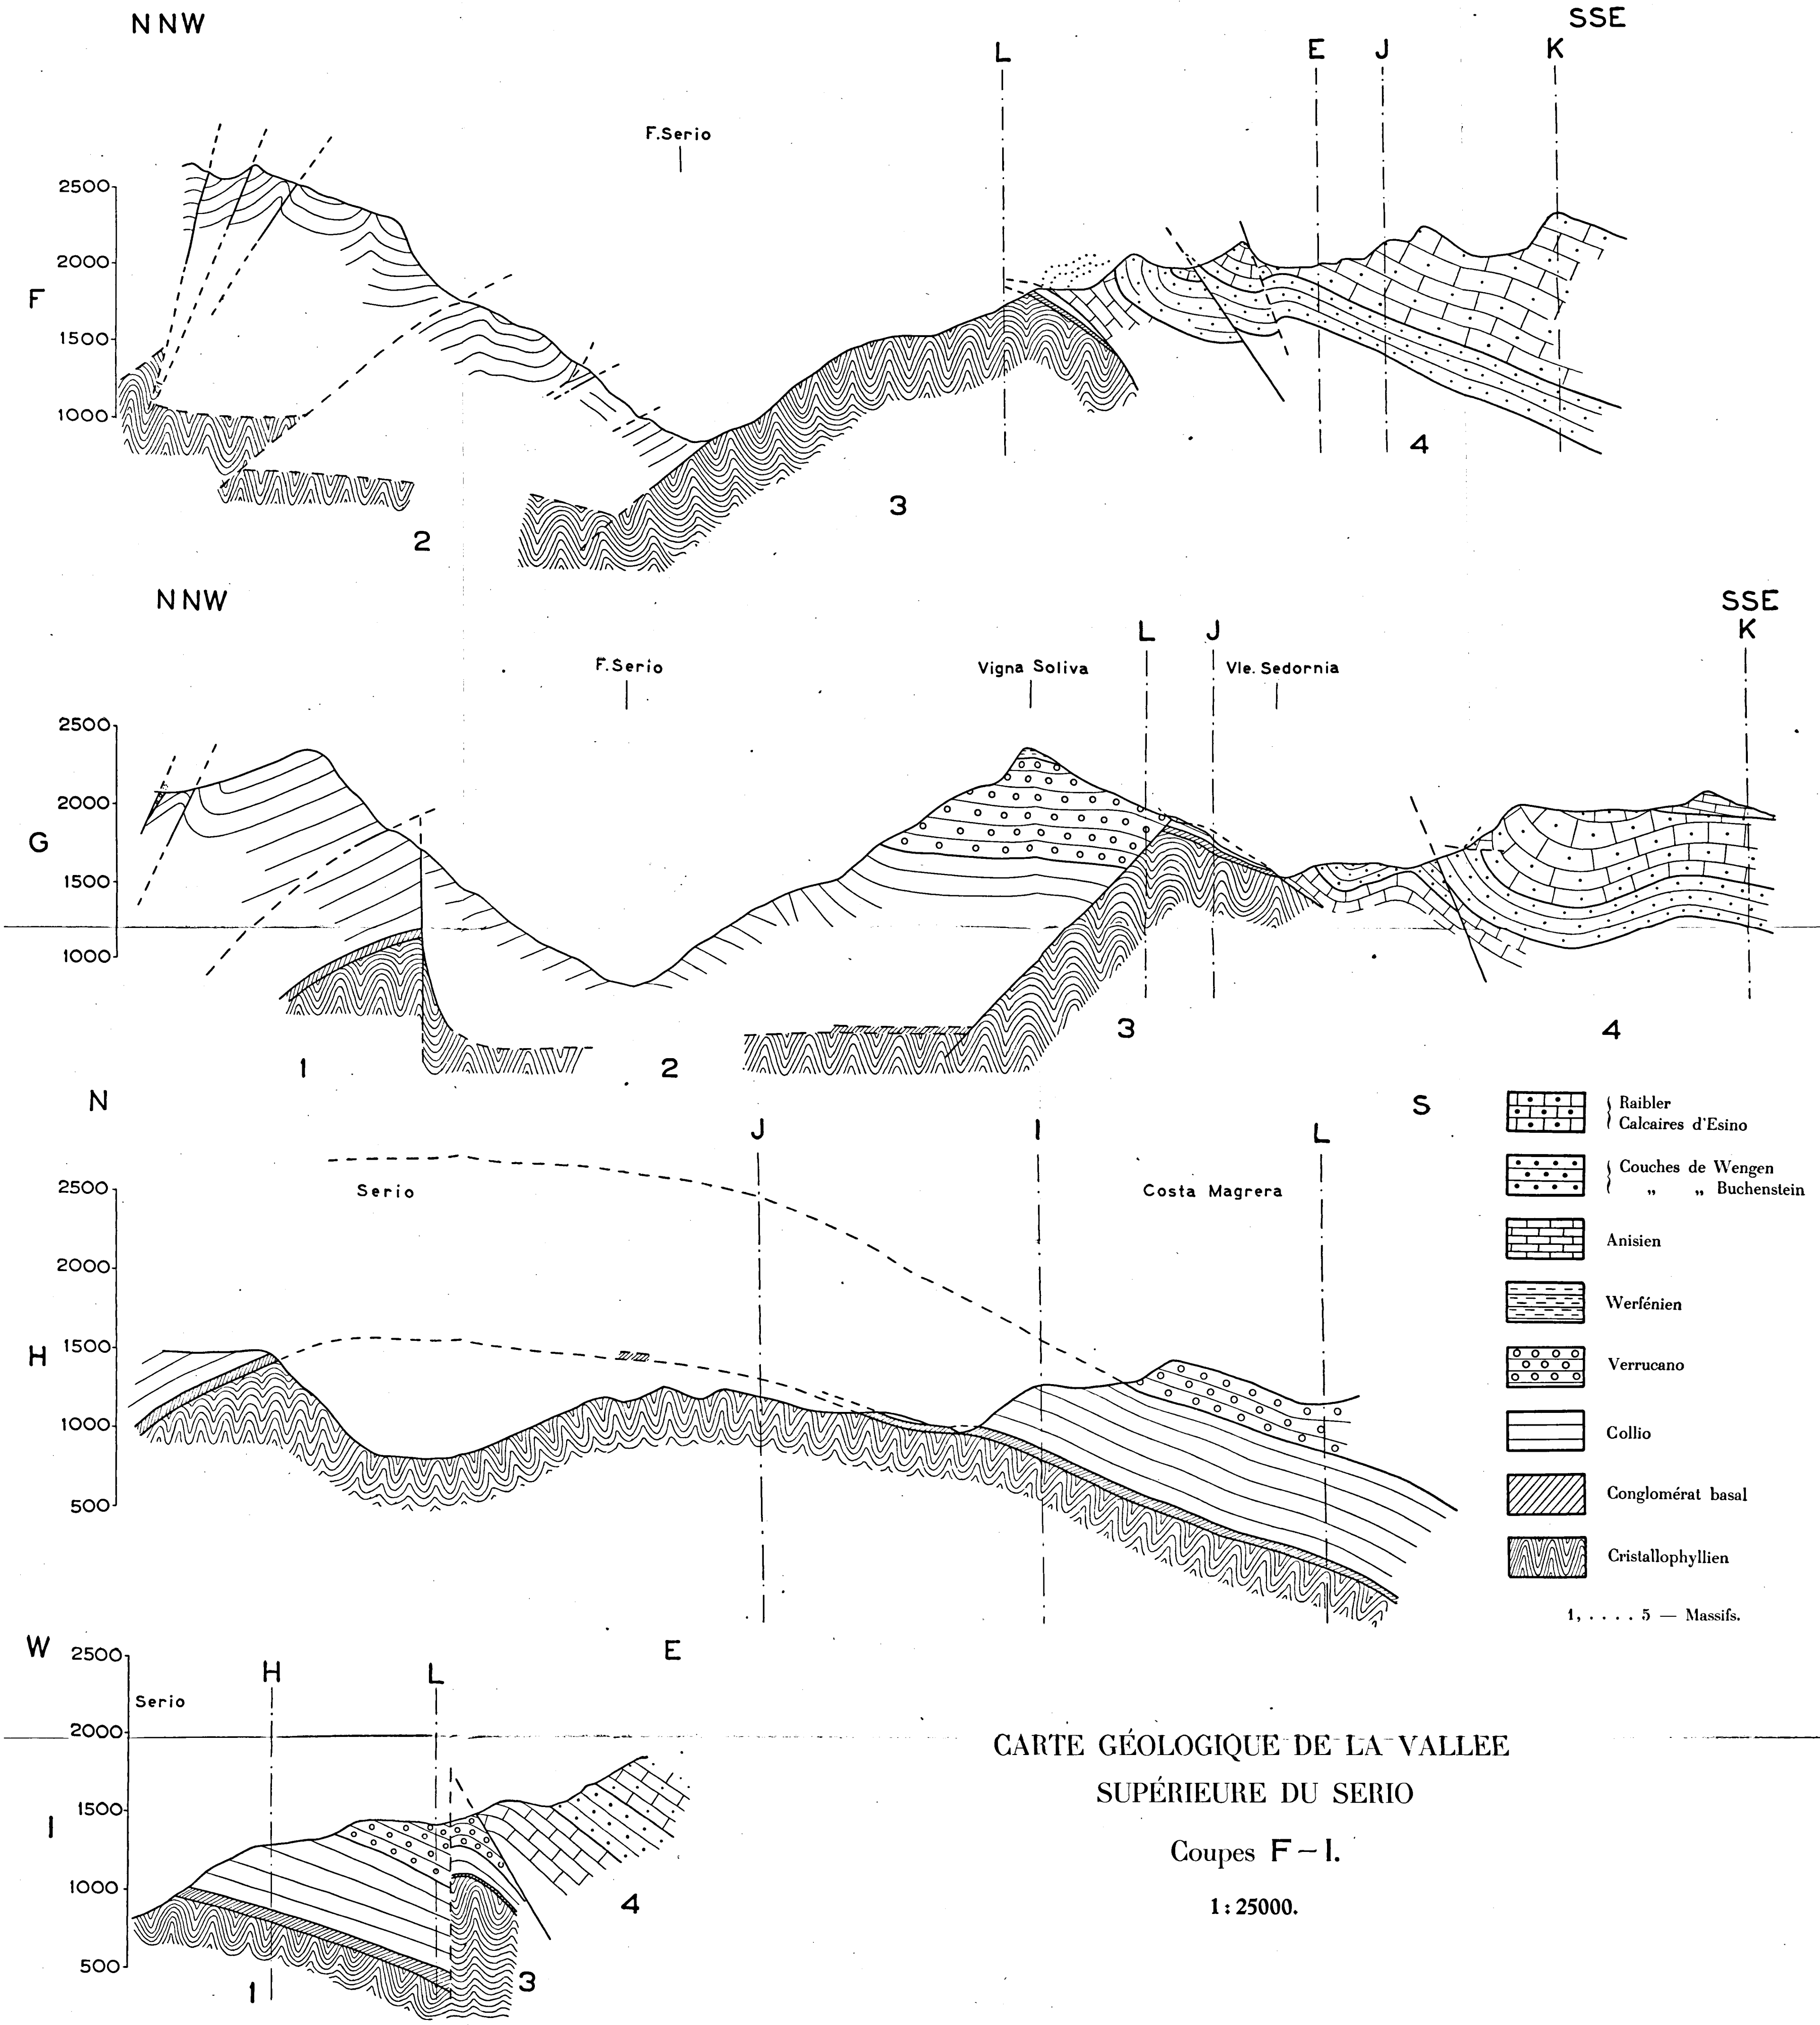 NNW
SSE
L
E
J
K
F.Serio
2500
2000
F
1500
1000
4
3
2
NNW
SSE
L
J
K
F.Serio
Vigna Soliva
Vle. Sedornia
2500
2000
G
1500
1000
3
4
1
2
N
S
J
I
L
2500
Serio
Costa Magrera
2000
1500
H
1000
500
Raibler
Calcaires d'Esino
Couches de Wengen
„ „ Buchenstein
Anisien
Werfénien
Verrucano
Collio
Conglomérat basal
Cristallophyllien
1, . . . . 5 — Massifs.
W
E
2500
H
L
Serio
2000
1500
I
1000
4
500
1
3
CARTE GÉOLOGIQUE DE LA VALLEE
SUPÉRIEURE DU SERIO
Coupes F – I.
1 : 25000.